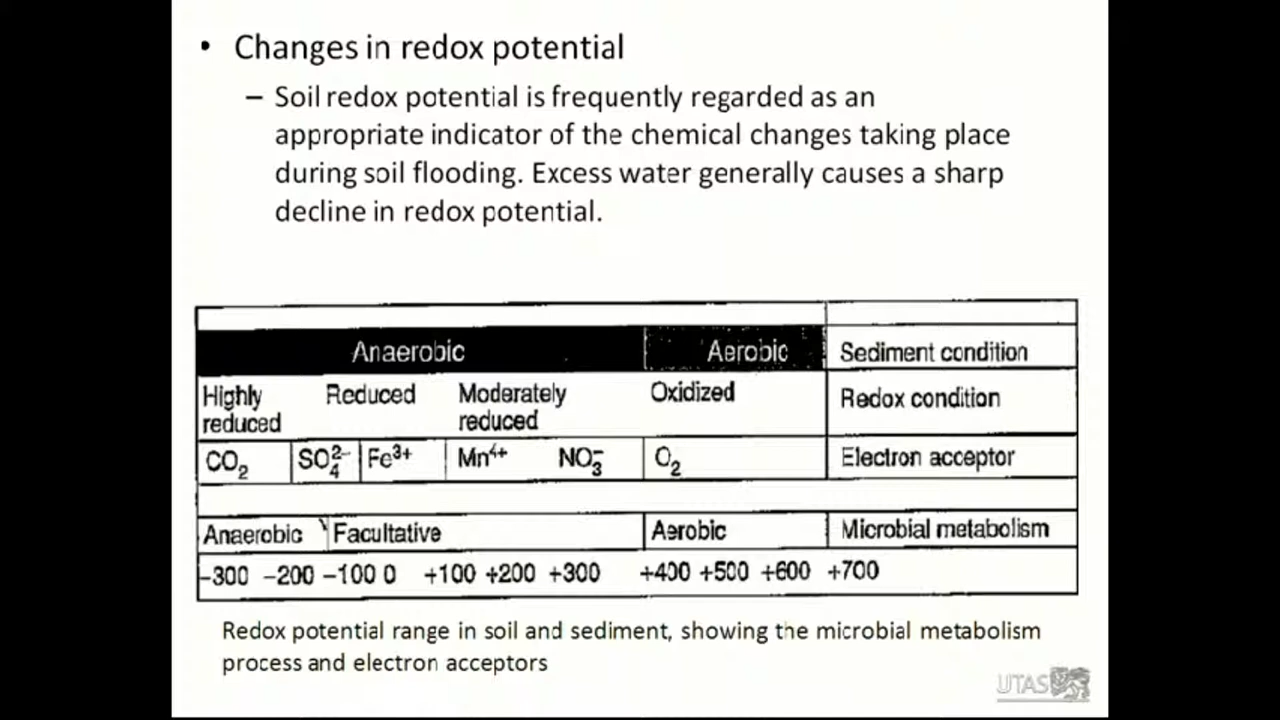 • Changes in redox potential
– Soil redox potential is frequently regarded as an
appropriate indicator of the chemical changes taking place
during soil flooding. Excess water generally causes a sharp
decline in redox potential.
Anaerobic Aerobic Sediment condition
Highly reduced Reduced Moderately reduced Oxidized Redox condition
CO₂ SO₄²⁻ Fe³⁺ Mn⁴⁺ NO₃⁻ O₂ Electron acceptor
Anaerobic Facultative Aerobic Microbial metabolism
–300 –200 –100 0 +100 +200 +300 +400 +500 +600 +700
Redox potential range in soil and sediment, showing the microbial metabolism
process and electron acceptors
UTAS